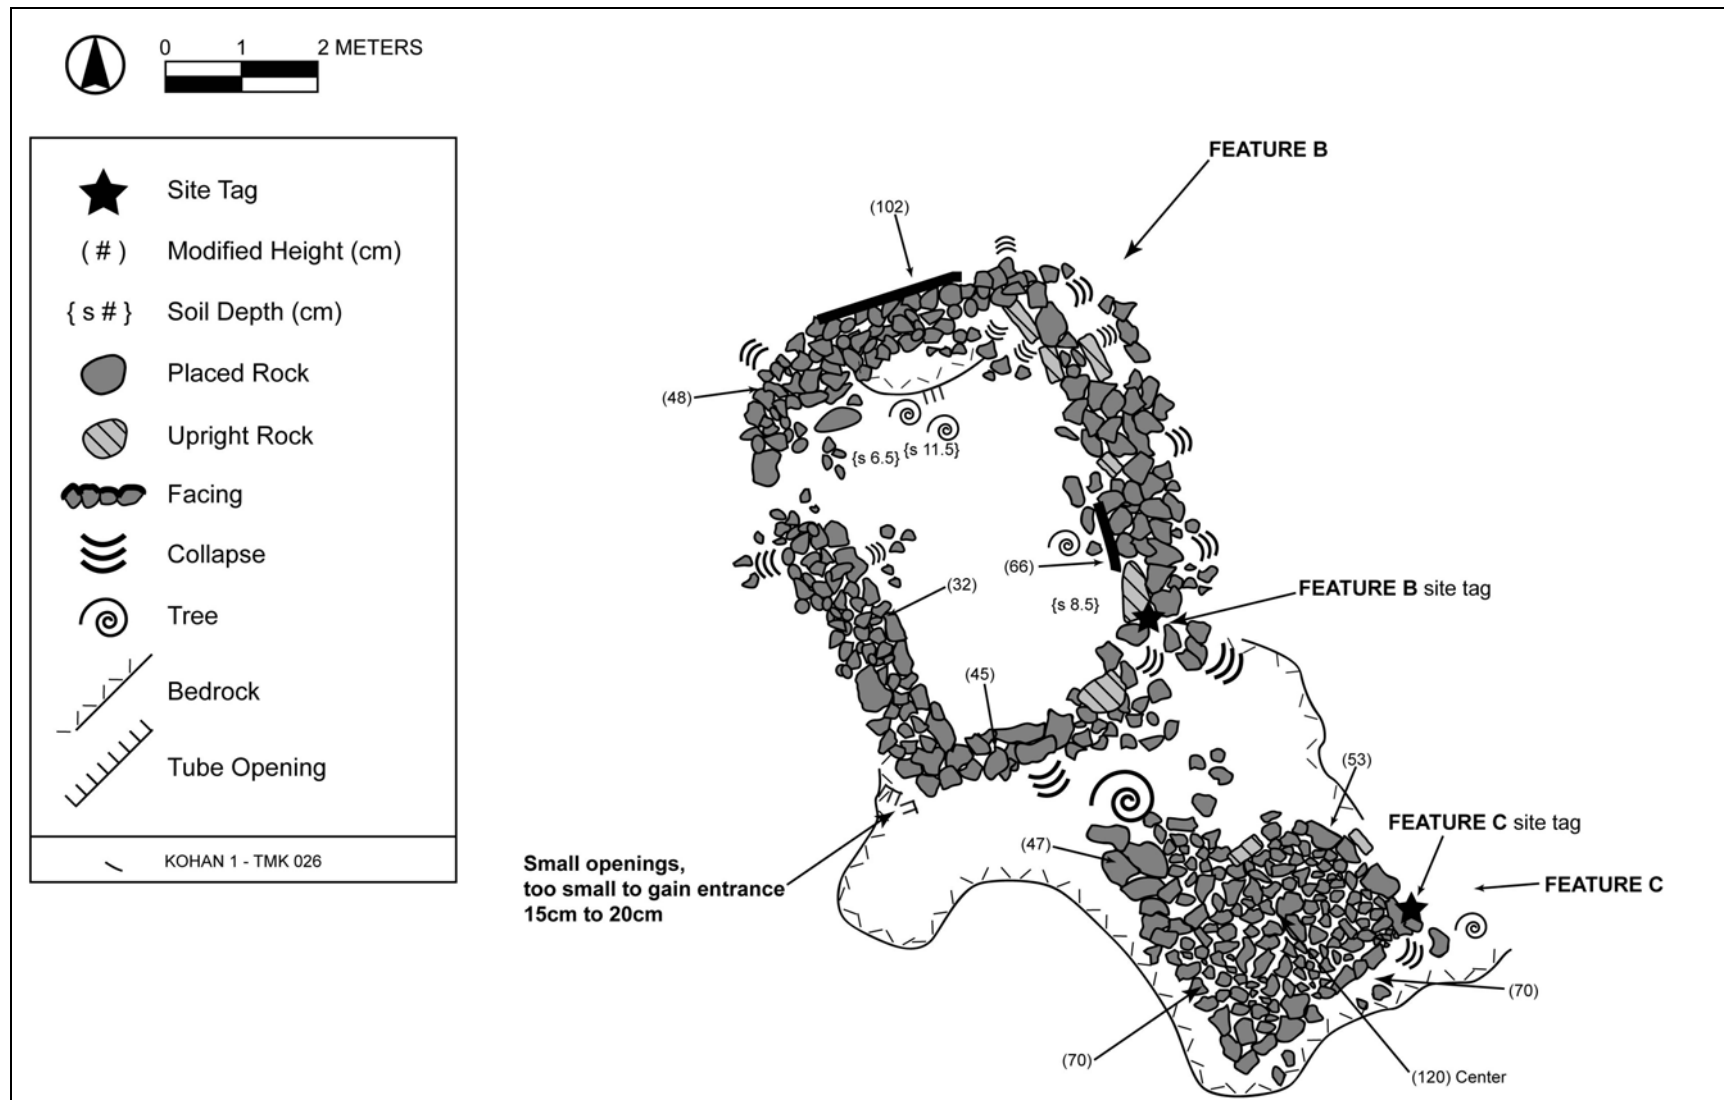 0 1 2 METERS
Site Tag
( # ) Modified Height (cm)
{ s # } Soil Depth (cm)
Placed Rock
Upright Rock
Facing
Collapse
Tree
Bedrock
Tube Opening
KOHAN 1 - TMK 026
FEATURE B
(102)
(48)
{s 6.5} {s 11.5}
(66)
(32)
{s 8.5}
FEATURE B site tag
(45)
(53)
FEATURE C site tag
(47)
Small openings,
too small to gain entrance
15cm to 20cm
FEATURE C
(70)
(70)
(120) Center